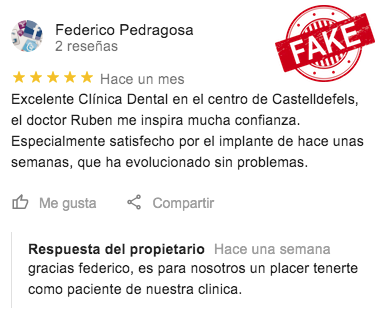 Federico Pedragosa
2 reseñas
FAKE
Hace un mes
Excelente Clínica Dental en el centro de Castelldefels,
el doctor Ruben me inspira mucha confianza.
Especialmente satisfecho por el implante de hace unas
semanas, que ha evolucionado sin problemas.
Me gusta Compartir
Respuesta del propietario Hace una semana
gracias federico, es para nosotros un placer tenerte
como paciente de nuestra clinica.